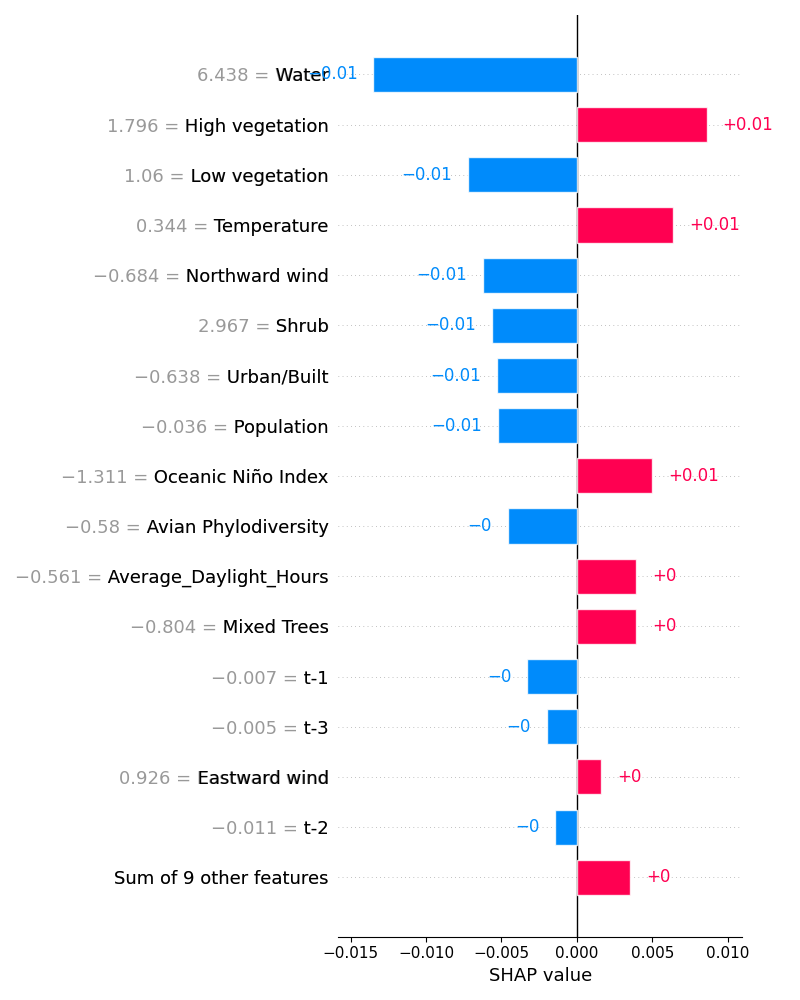 6.438 = Water −0.01
1.796 = High vegetation +0.01
1.06 = Low vegetation −0.01
0.344 = Temperature +0.01
−0.684 = Northward wind −0.01
2.967 = Shrub −0.01
−0.638 = Urban/Built −0.01
−0.036 = Population −0.01
−1.311 = Oceanic Niño Index +0.01
−0.58 = Avian Phylodiversity −0
−0.561 = Average_Daylight_Hours +0
−0.804 = Mixed Trees +0
−0.007 = t-1 −0
−0.005 = t-3 −0
0.926 = Eastward wind +0
−0.011 = t-2 −0
Sum of 9 other features +0
−0.015 −0.010 −0.005 0.000 0.005 0.010
SHAP value